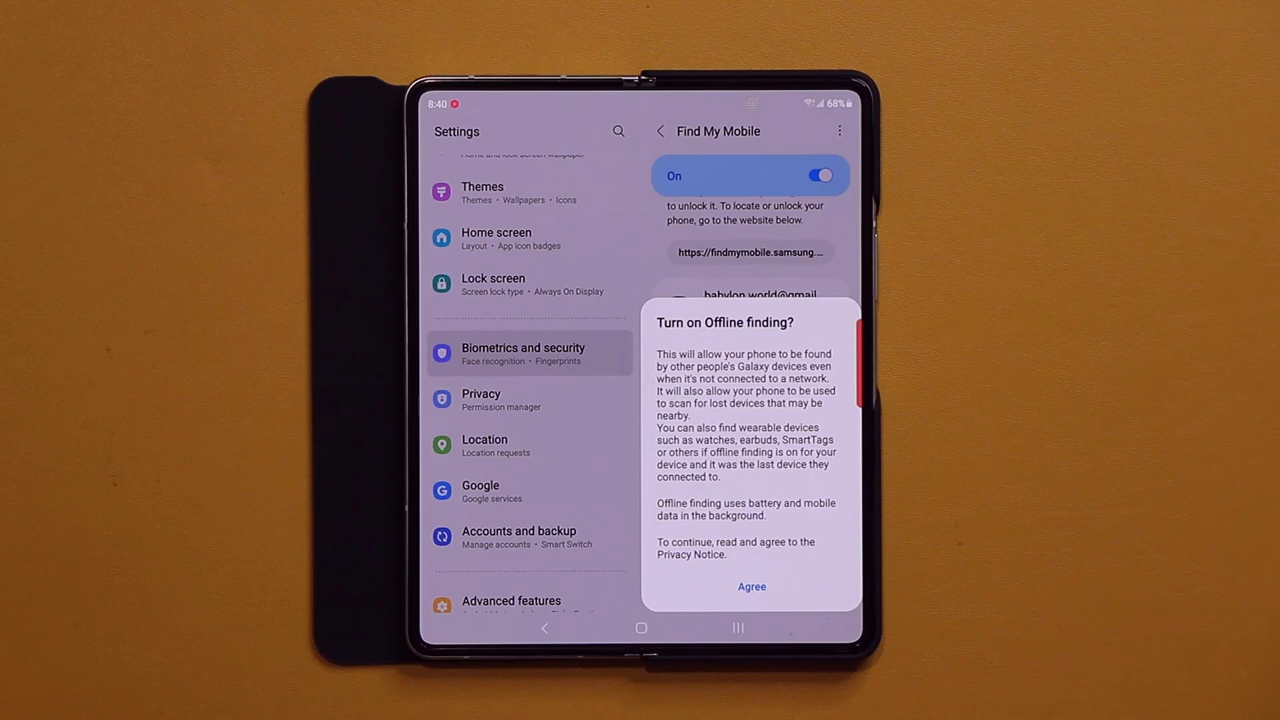 8:40
68%
Settings
Home and lock screen wallpaper
Themes
Themes • Wallpapers • Icons
Home screen
Layout • App icon badges
Lock screen
Screen lock type • Always On Display
Biometrics and security
Face recognition • Fingerprints
Privacy
Permission manager
Location
Location requests
Google
Google services
Accounts and backup
Manage accounts • Smart Switch
Advanced features
Find My Mobile
On
to unlock it. To locate or unlock your
phone, go to the website below.
https://findmymobile.samsung....
babylon.world@gmail
Turn on Offline finding?
This will allow your phone to be found
by other people's Galaxy devices even
when it's not connected to a network.
It will also allow your phone to be used
to scan for lost devices that may be
nearby.
You can also find wearable devices
such as watches, earbuds, SmartTags
or others if offline finding is on for your
device and it was the last device they
connected to.
Offline finding uses battery and mobile
data in the background.
To continue, read and agree to the
Privacy Notice.
Agree